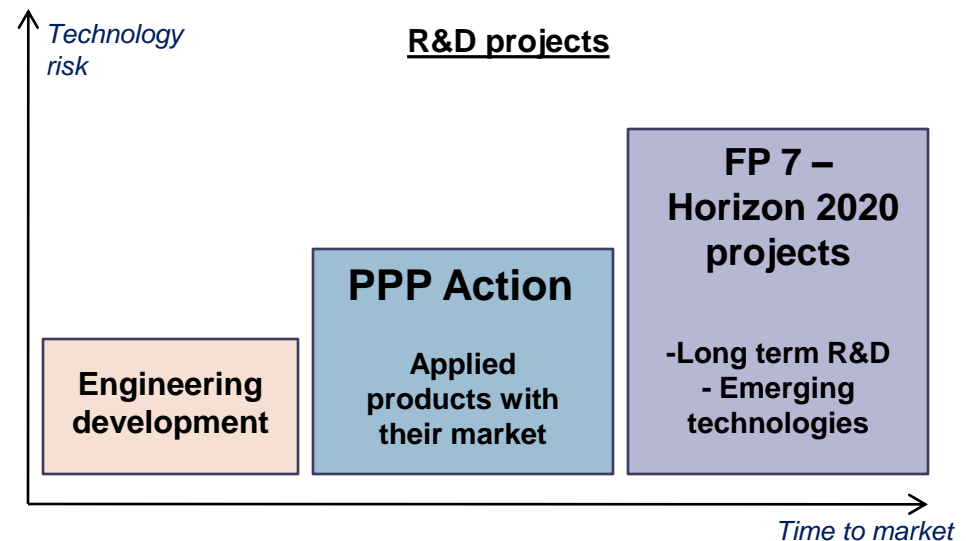 Technology
risk
R&D projects
FP 7 –
Horizon 2020
projects
-Long term R&D
- Emerging
technologies
PPP Action
Applied
products with
their market
Engineering
development
Time to market